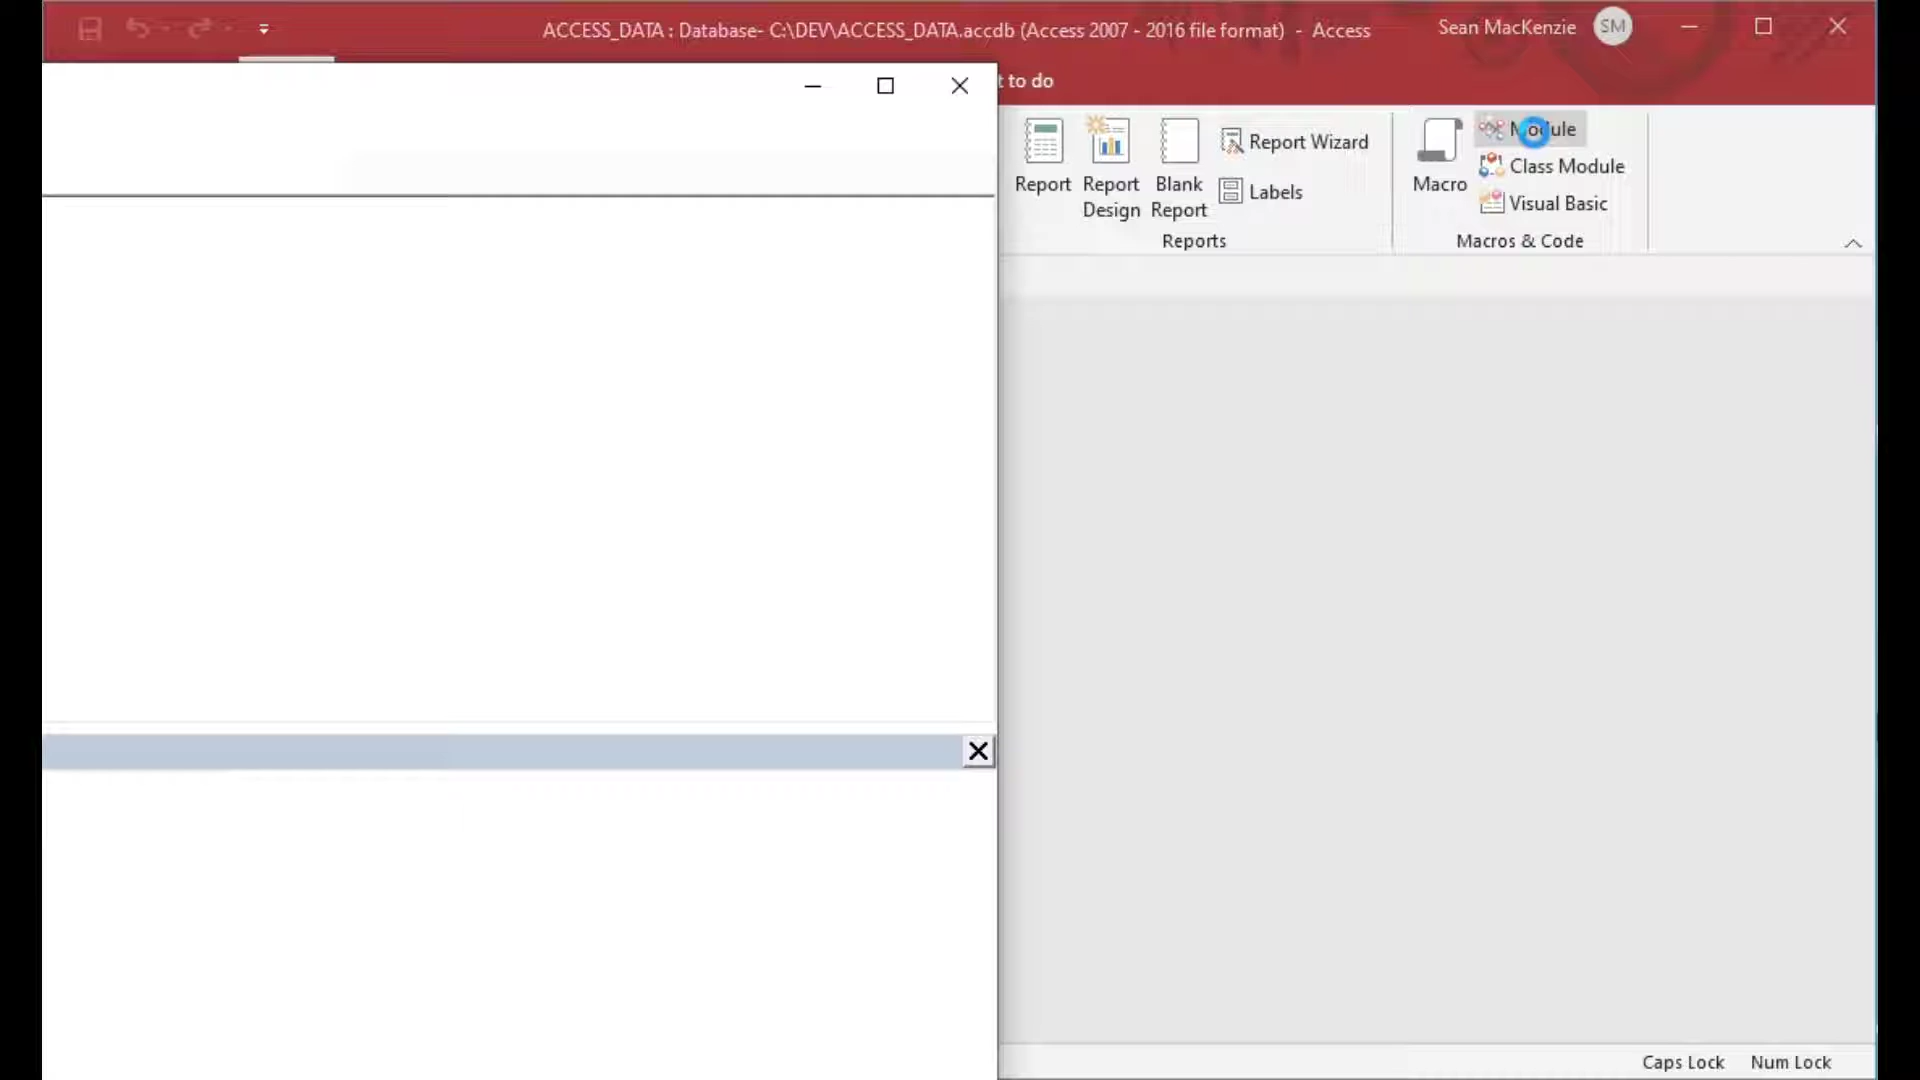 ACCESS_DATA : Database- C:\DEV\ACCESS_DATA.accdb (Access 2007 - 2016 file format) - Access
Sean MacKenzie SM
t to do
Report
Report Design
Blank Report
Report Wizard
Labels
Reports
Macro
Module
Class Module
Visual Basic
Macros & Code
Caps Lock Num Lock